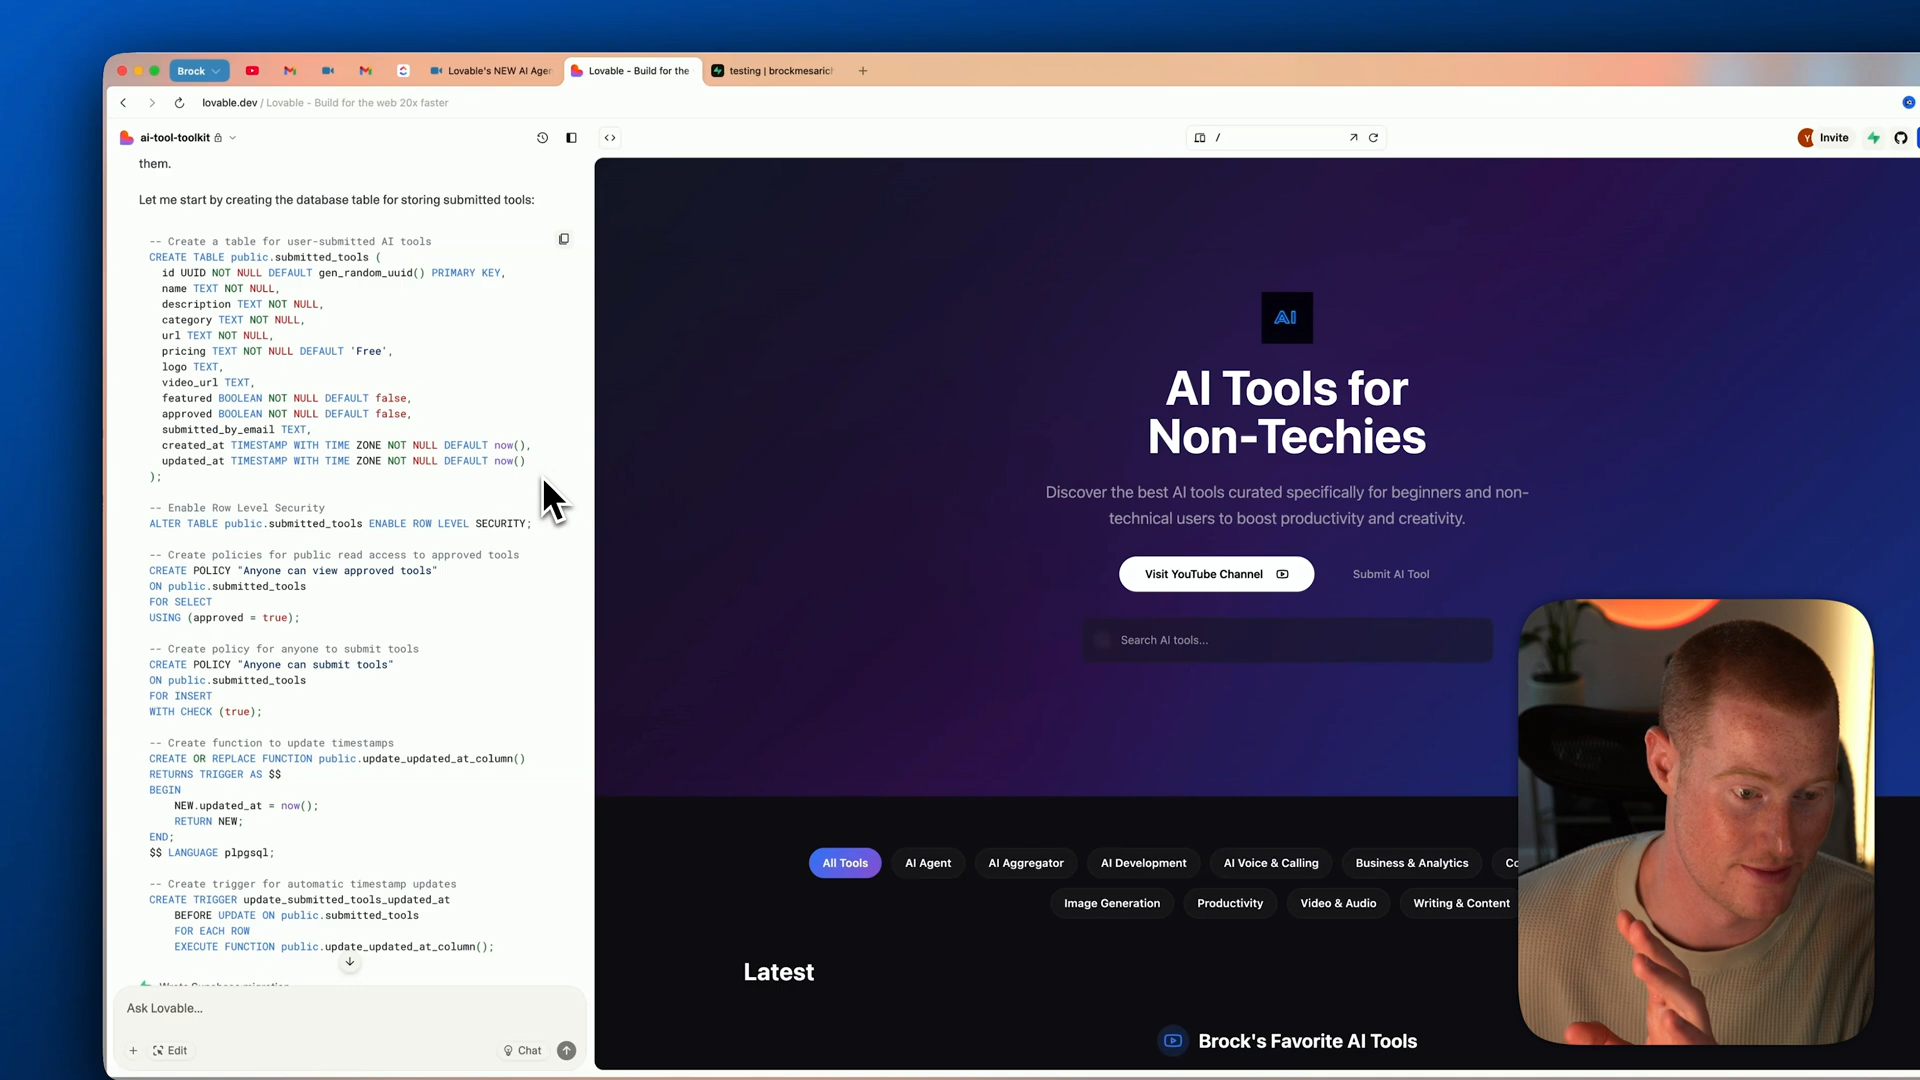 Brock
Lovable's NEW AI Agen
Lovable - Build for the
testing | brockmesarich
lovable.dev / Lovable - Build for the web 20x faster
ai-tool-toolkit
/
Invite
them.
Let me start by creating the database table for storing submitted tools:
-- Create a table for user-submitted AI tools
CREATE TABLE public.submitted_tools (
id UUID NOT NULL DEFAULT gen_random_uuid() PRIMARY KEY,
name TEXT NOT NULL,
description TEXT NOT NULL,
category TEXT NOT NULL,
url TEXT NOT NULL,
pricing TEXT NOT NULL DEFAULT 'Free',
logo TEXT,
video_url TEXT,
featured BOOLEAN NOT NULL DEFAULT false,
approved BOOLEAN NOT NULL DEFAULT false,
submitted_by_email TEXT,
created_at TIMESTAMP WITH TIME ZONE NOT NULL DEFAULT now(),
updated_at TIMESTAMP WITH TIME ZONE NOT NULL DEFAULT now()
);
-- Enable Row Level Security
ALTER TABLE public.submitted_tools ENABLE ROW LEVEL SECURITY;
-- Create policies for public read access to approved tools
CREATE POLICY "Anyone can view approved tools"
ON public.submitted_tools
FOR SELECT
USING (approved = true);
-- Create policy for anyone to submit tools
CREATE POLICY "Anyone can submit tools"
ON public.submitted_tools
FOR INSERT
WITH CHECK (true);
-- Create function to update timestamps
CREATE OR REPLACE FUNCTION public.update_updated_at_column()
RETURNS TRIGGER AS $$
BEGIN
NEW.updated_at = now();
RETURN NEW;
END;
$$ LANGUAGE plpgsql;
-- Create trigger for automatic timestamp updates
CREATE TRIGGER update_submitted_tools_updated_at
BEFORE UPDATE ON public.submitted_tools
FOR EACH ROW
EXECUTE FUNCTION public.update_updated_at_column();
Wrote Supabase migration
Ask Lovable...
Edit
Chat
AI
AI Tools for
Non-Techies
Discover the best AI tools curated specifically for beginners and non-
technical users to boost productivity and creativity.
Visit YouTube Channel
Submit AI Tool
Search AI tools...
All Tools
AI Agent
AI Aggregator
AI Development
AI Voice & Calling
Business & Analytics
Co
Image Generation
Productivity
Video & Audio
Writing & Content
Latest
Brock's Favorite AI Tools